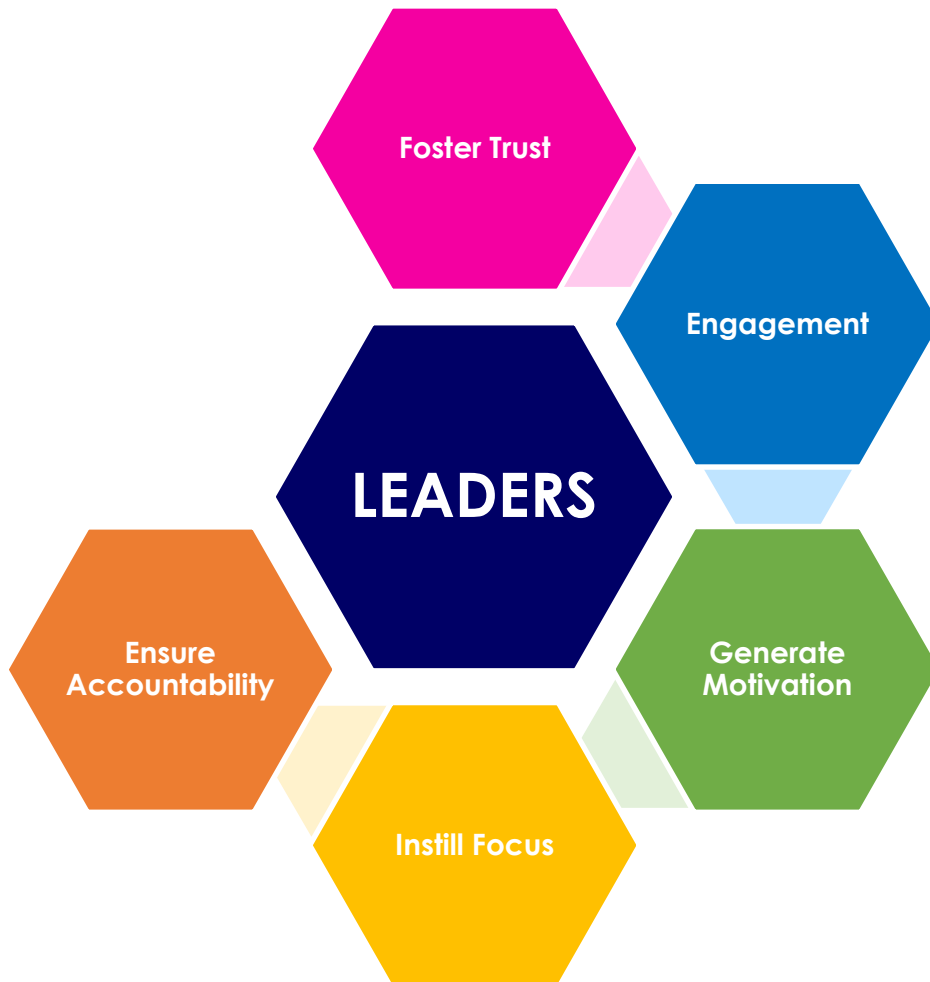 Foster Trust
Engagement
LEADERS
Generate
Motivation
Instill Focus
Ensure
Accountability